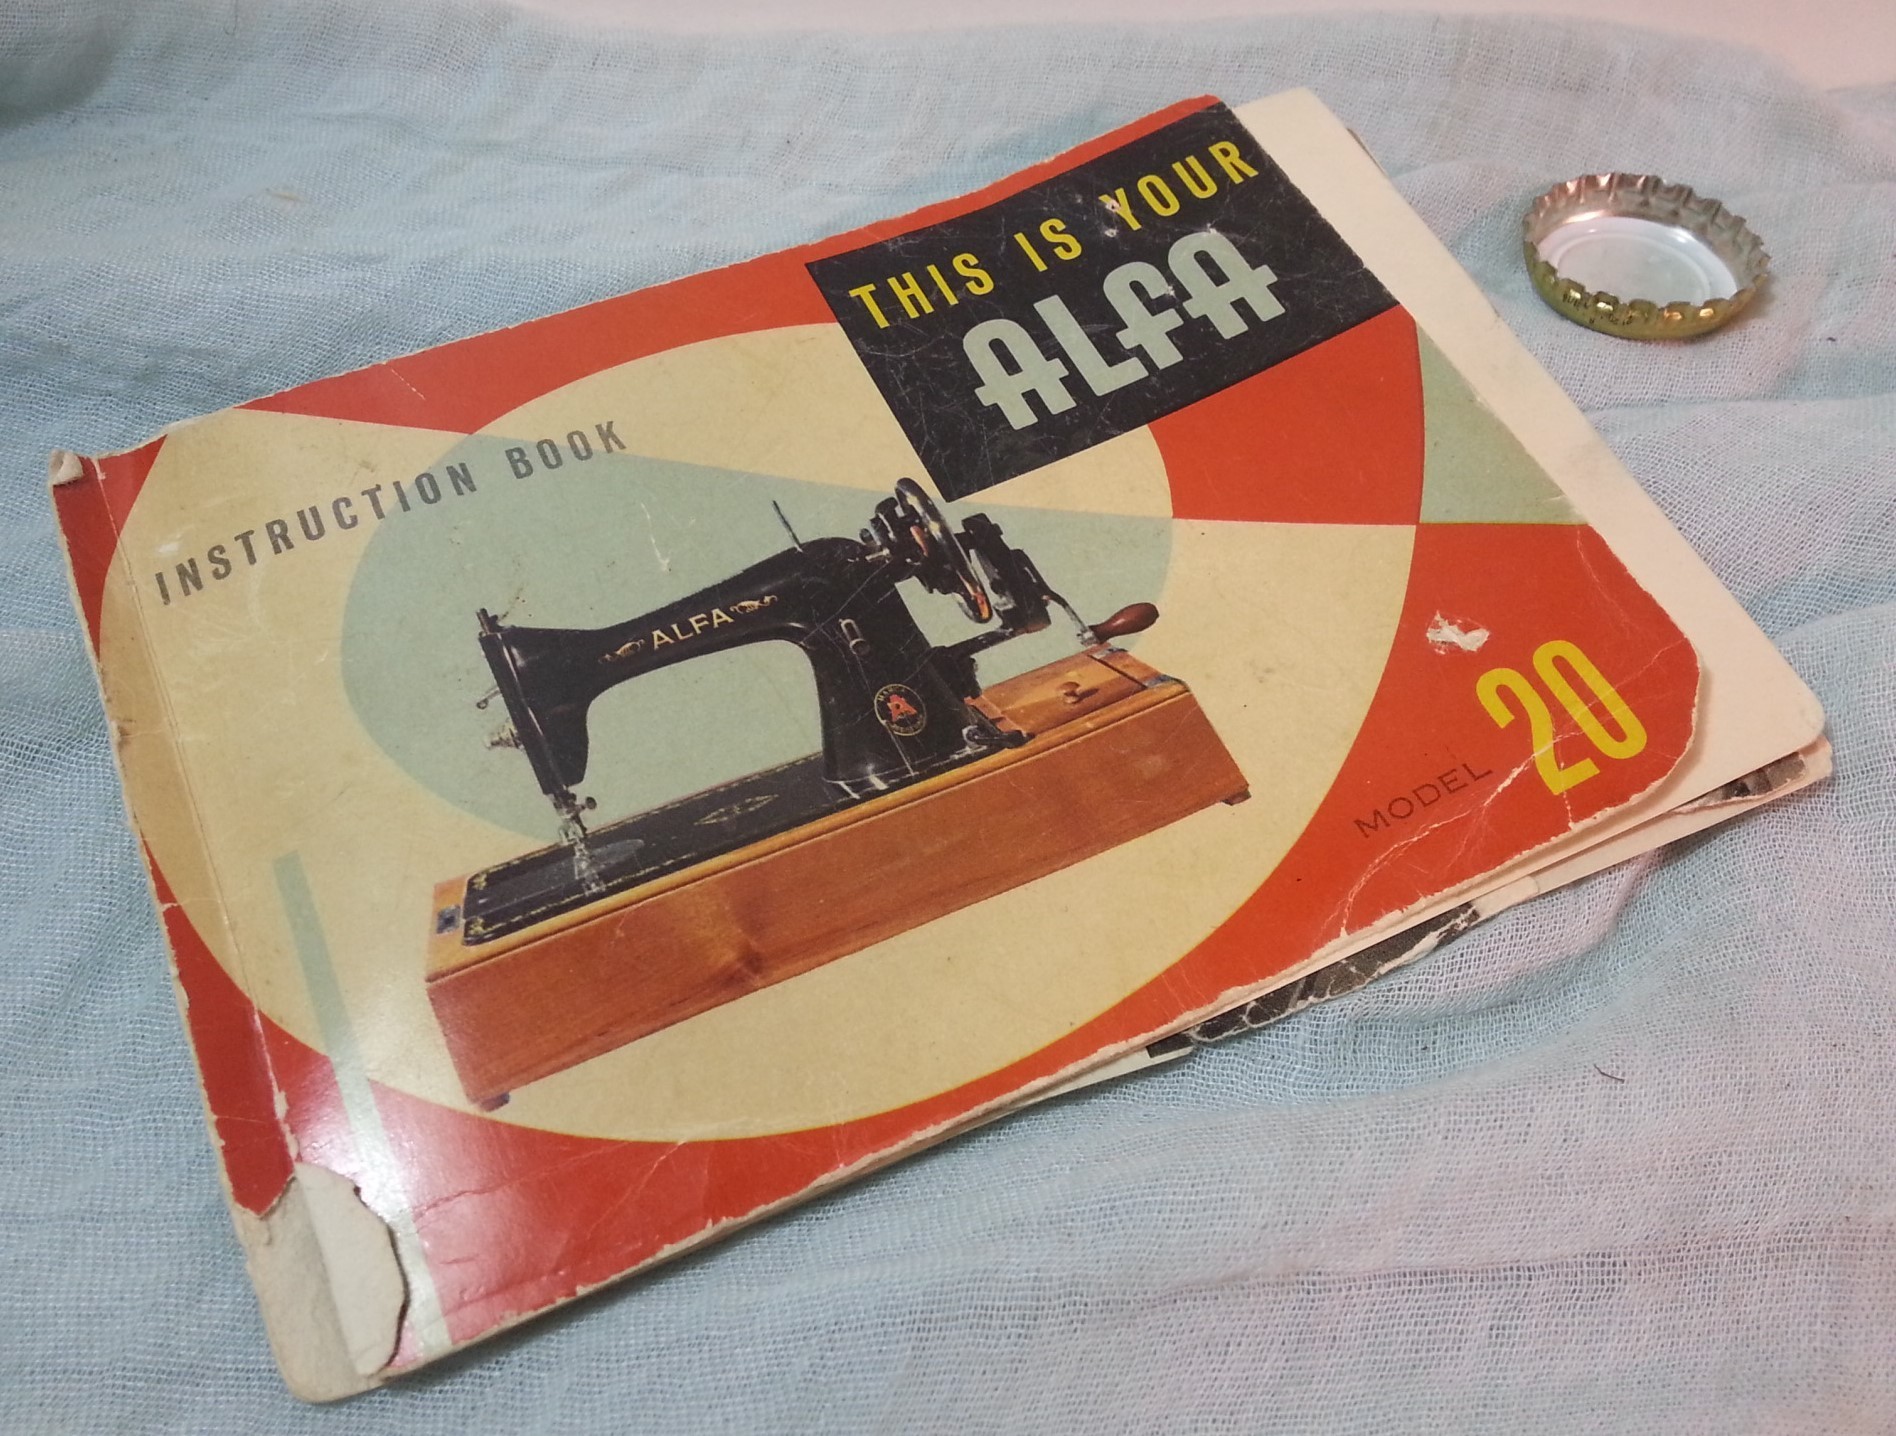 THIS IS YOUR
ALFA
INSTRUCTION BOOK
ALFA
MODEL 20